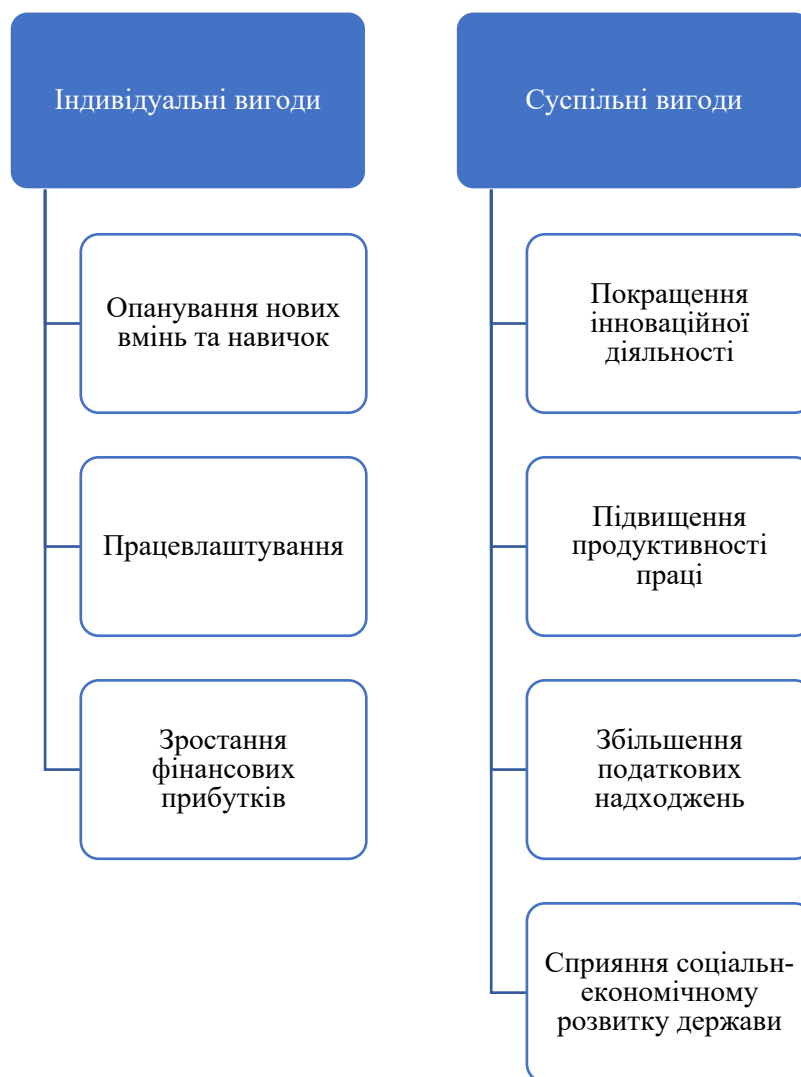 Індивідуальні вигоди
Опанування нових
вмінь та навичок
Працевлаштування
Зростання
фінансових
прибутків
Суспільні вигоди
Покращення
інноваційної
діяльності
Підвищення
продуктивності
праці
Збільшення
податкових
надходжень
Сприяння соціальн-
економічному
розвитку держави